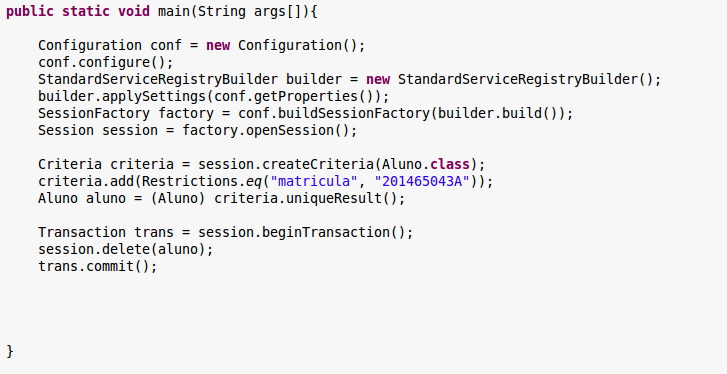 public static void main(String args[]){
Configuration conf = new Configuration();
conf.configure();
StandardServiceRegistryBuilder builder = new StandardServiceRegistryBuilder();
builder.applySettings(conf.getProperties());
SessionFactory factory = conf.buildSessionFactory(builder.build());
Session session = factory.openSession();
Criteria criteria = session.createCriteria(Aluno.class);
criteria.add(Restrictions.eq("matricula", "201465043A"));
Aluno aluno = (Aluno) criteria.uniqueResult();
Transaction trans = session.beginTransaction();
session.delete(aluno);
trans.commit();
}